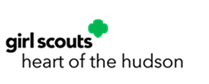 girl scouts
heart of the hudson